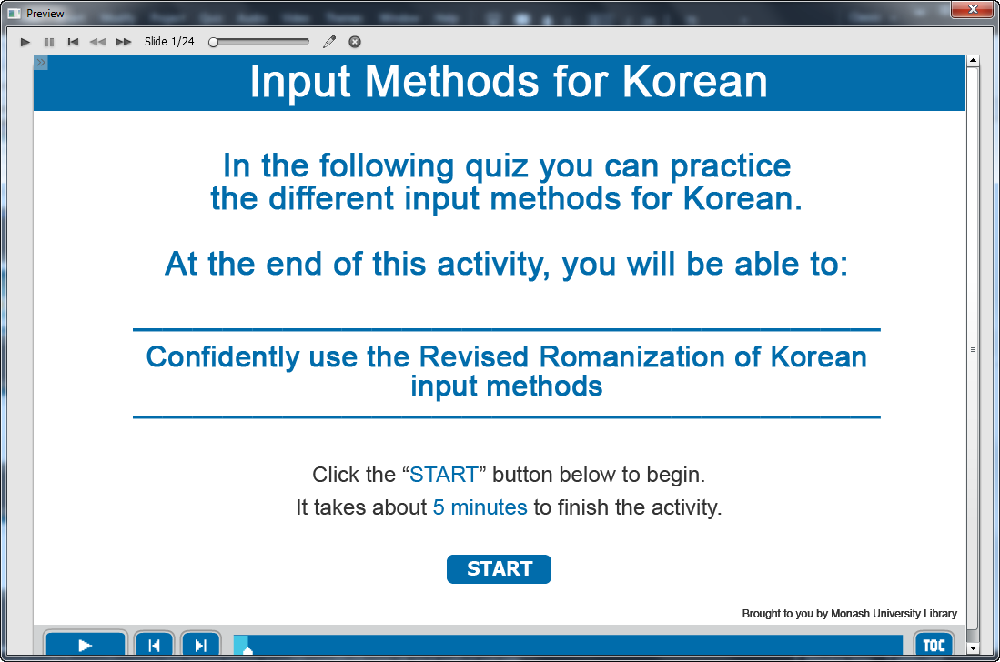 Preview
Slide 1/24
Input Methods for Korean
In the following quiz you can practice
the different input methods for Korean.
At the end of this activity, you will be able to:
Confidently use the Revised Romanization of Korean
input methods
Click the “START” button below to begin.
It takes about 5 minutes to finish the activity.
START
Brought to you by Monash University Library
TOC